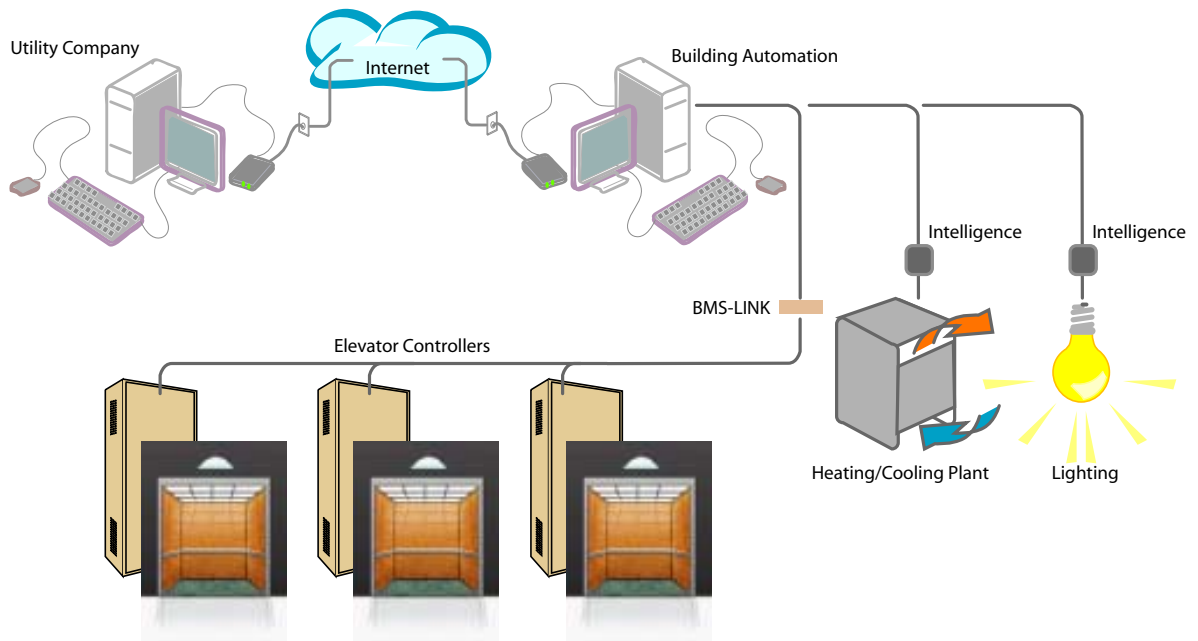 Utility Company
Internet
Building Automation
Intelligence
Intelligence
BMS-LINK
Elevator Controllers
Heating/Cooling Plant
Lighting